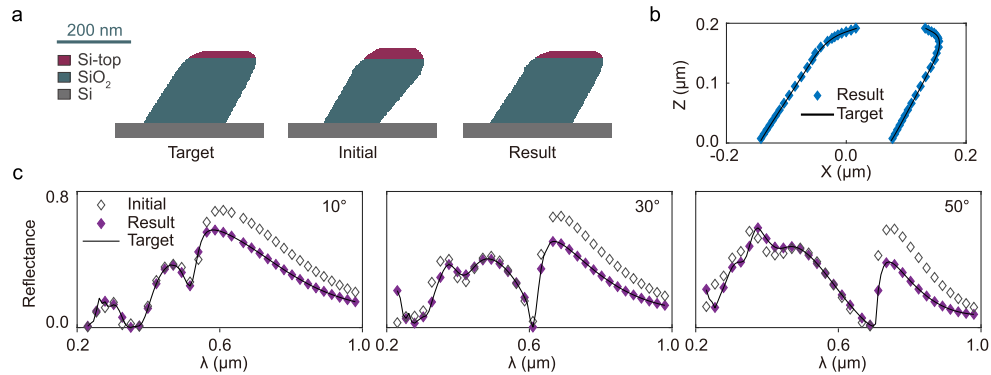 a
200 nm
Si-top
SiO2
Si
Target
Initial
Result
b
Z (μm)
0.2
0.1
0.0
Result
Target
-0.2
0.0
0.2
X (μm)
c
Reflectance
0.8
0.0
Initial
Result
Target
10°
0.2
0.6
1.0
λ (μm)
30°
0.2
0.6
1.0
λ (μm)
50°
0.2
0.6
1.0
λ (μm)